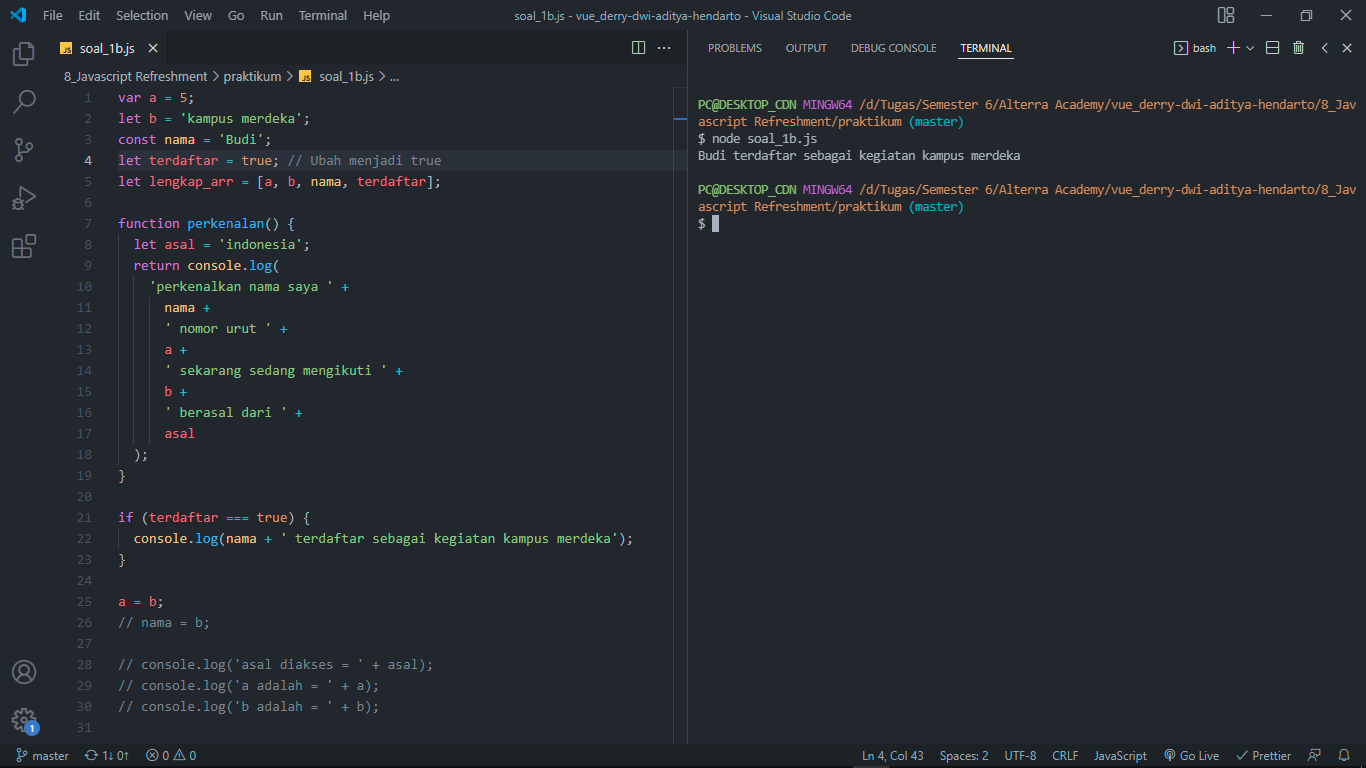 File Edit Selection View Go Run Terminal Help soal_1b.js - vue_derry-dwi-aditya-hendarto - Visual Studio Code
JS soal_1b.js
8_Javascript Refreshment > praktikum > JS soal_1b.js > ...
1 var a = 5;
2 let b = 'kampus merdeka';
3 const nama = 'Budi';
4 let terdaftar = true; // Ubah menjadi true
5 let lengkap_arr = [a, b, nama, terdaftar];
6
7 function perkenalan() {
8 let asal = 'indonesia';
9 return console.log(
10 'perkenalkan nama saya ' +
11 nama +
12 ' nomor urut ' +
13 a +
14 ' sekarang sedang mengikuti ' +
15 b +
16 ' berasal dari ' +
17 asal
18 );
19 }
20
21 if (terdaftar === true) {
22 console.log(nama + ' terdaftar sebagai kegiatan kampus merdeka');
23 }
24
25 a = b;
26 // nama = b;
27
28 // console.log('asal diakses = ' + asal);
29 // console.log('a adalah = ' + a);
30 // console.log('b adalah = ' + b);
31
PROBLEMS OUTPUT DEBUG CONSOLE TERMINAL bash
PC@DESKTOP_CDN MINGW64 /d/Tugas/Semester 6/Alterra Academy/vue_derry-dwi-aditya-hendarto/8_Jav
ascript Refreshment/praktikum (master)
$ node soal_1b.js
Budi terdaftar sebagai kegiatan kampus merdeka
PC@DESKTOP_CDN MINGW64 /d/Tugas/Semester 6/Alterra Academy/vue_derry-dwi-aditya-hendarto/8_Jav
ascript Refreshment/praktikum (master)
$
1
master 1↓ 0↑ 0 0 Ln 4, Col 43 Spaces: 2 UTF-8 CRLF JavaScript Go Live Prettier